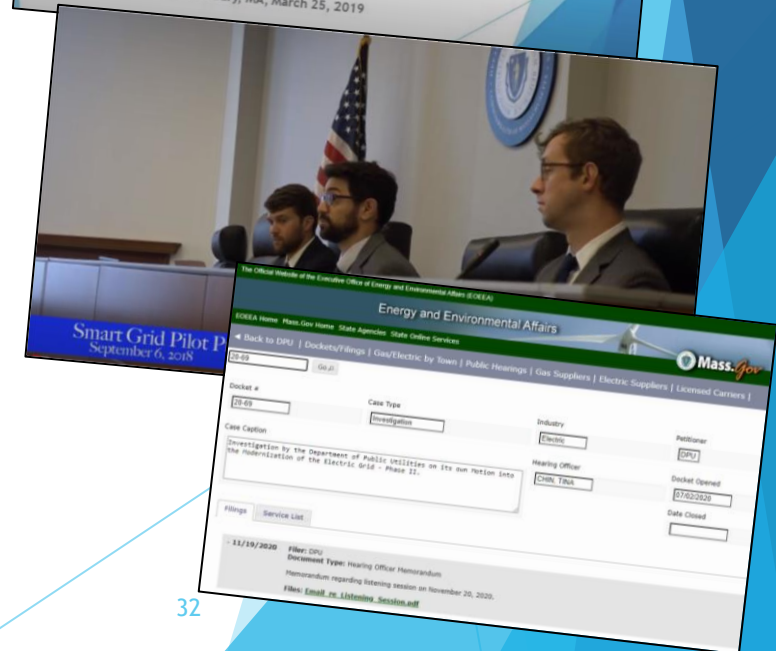 MA, March 25, 2019
Smart Grid Pilot P
September 6, 2018
The Official Website of the Executive Office of Energy and Environmental Affairs (EOEEA)
Energy and Environmental Affairs
Mass.Gov
EOEEA Home Mass.Gov Home State Agencies State Online Services
◄ Back to DPU | Dockets/Filings | Gas/Electric by Town | Public Hearings | Gas Suppliers | Electric Suppliers | Licensed Carriers |
20-69 Go
Docket # Case Type Industry Petitioner
20-69 Investigation Electric DPU
Case Caption Hearing Officer Docket Opened
Investigation by the Department of Public Utilities on its own Motion into
the Modernization of the Electric Grid - Phase II.
CHIN, TINA 07/02/2020
Date Closed
Filings Service List
- 11/19/2020 Filer: DPU
Document Type: Hearing Officer Memorandum
Memorandum regarding listening session on November 20, 2020.
Files: Email_re_Listening_Session.pdf
32